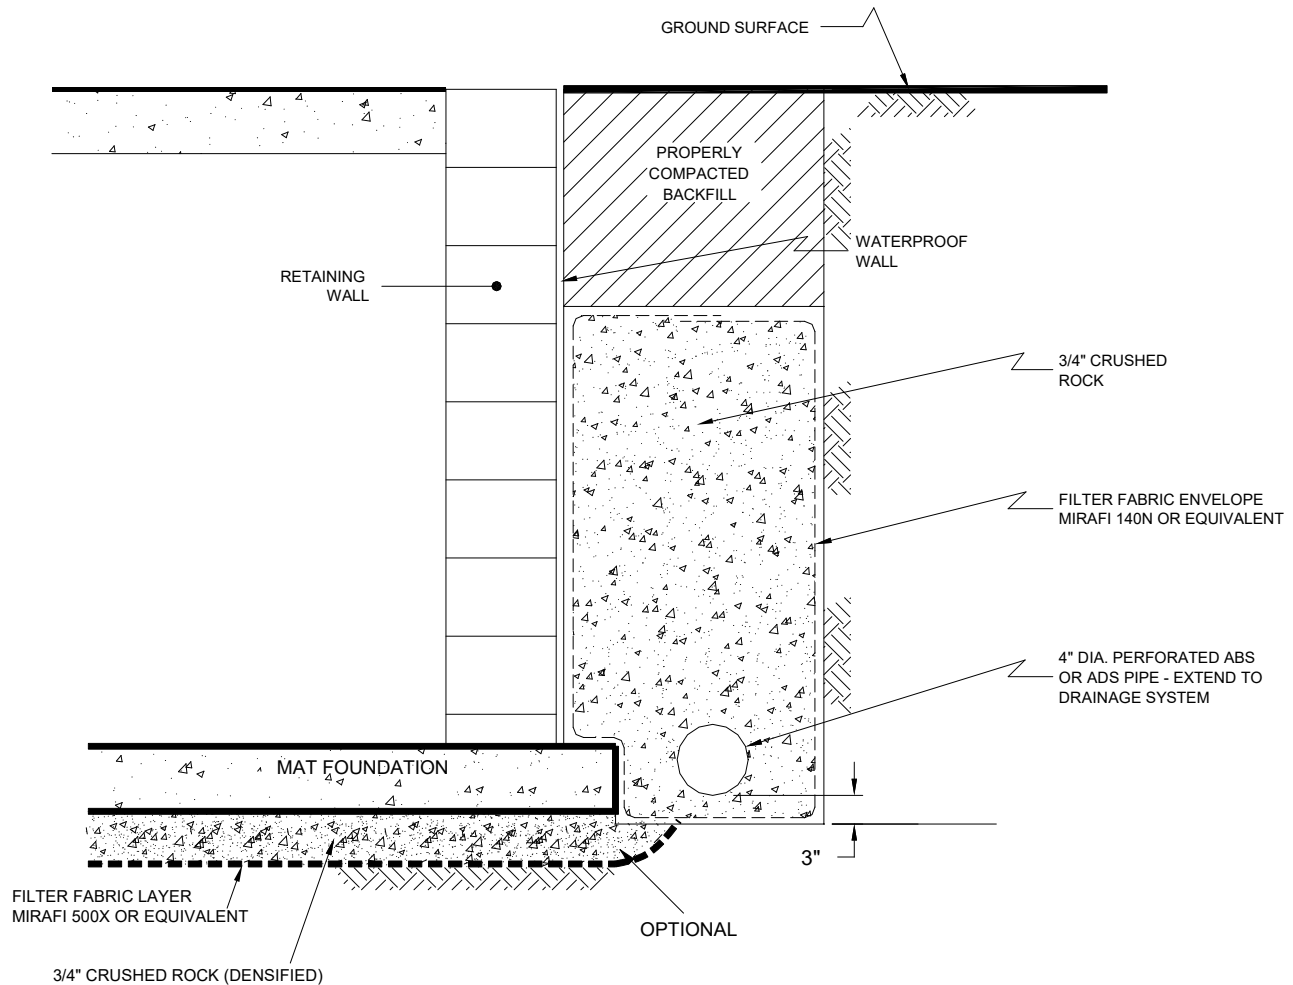 GROUND SURFACE
PROPERLY
COMPACTED
BACKFILL
WATERPROOF
WALL
RETAINING
WALL
3/4" CRUSHED
ROCK
FILTER FABRIC ENVELOPE
MIRAFI 140N OR EQUIVALENT
4" DIA. PERFORATED ABS
OR ADS PIPE - EXTEND TO
DRAINAGE SYSTEM
MAT FOUNDATION
3"
FILTER FABRIC LAYER
MIRAFI 500X OR EQUIVALENT
OPTIONAL
3/4" CRUSHED ROCK (DENSIFIED)